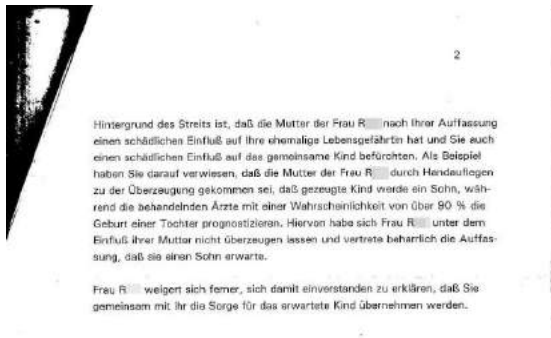 2
Hintergrund des Streits ist, daß die Mutter der Frau R nach Ihrer Auffassung
einen schädlichen Einfluß auf Ihre ehemalige Lebensgefährtin hat und Sie auch
einen schädlichen Einfluß auf das gemeinsame Kind befürchten. Als Beispiel
haben Sie darauf verwiesen, daß die Mutter der Frau R durch Handauflegen
zu der Überzeugung gekommen sei, daß gezeugte Kind werde ein Sohn, wäh-
rend die behandelnden Ärzte mit einer Wahrscheinlichkeit von über 90 % die
Geburt einer Tochter prognostizieren. Hiervon habe sich Frau R unter dem
Einfluß ihrer Mutter nicht überzeugen lassen und vertrete beharrlich die Auffas-
sung, daß sie einen Sohn erwarte.
Frau R weigert sich ferner, sich damit einverstanden zu erklären, daß Sie
gemeinsam mit ihr die Sorge für das erwartete Kind übernehmen werden.